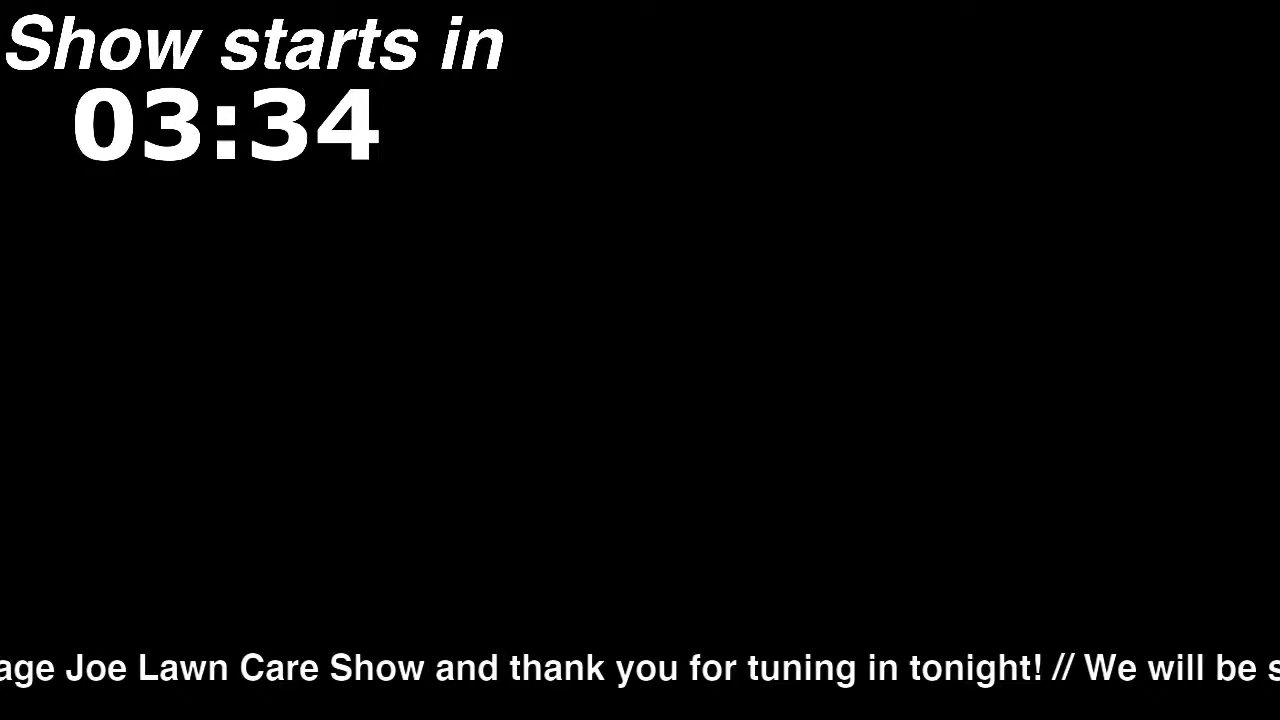 Show starts in
03:34
age Joe Lawn Care Show and thank you for tuning in tonight! // We will be s